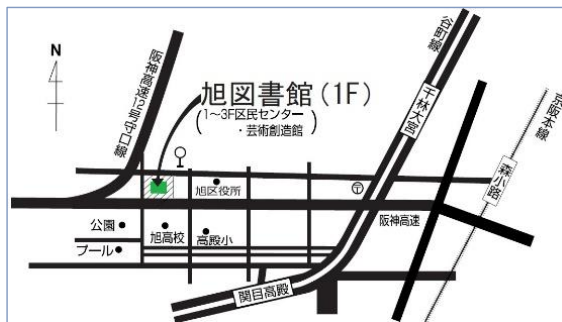 N
阪神高速12号守口線
旭図書館(1F)
(1～3F区民センター
・芸術創造館)
谷町線
千林大宮
京阪本線
森小路
旭区役所
〒
阪神高速
公園
プール
旭高校
高殿小
関目高殿